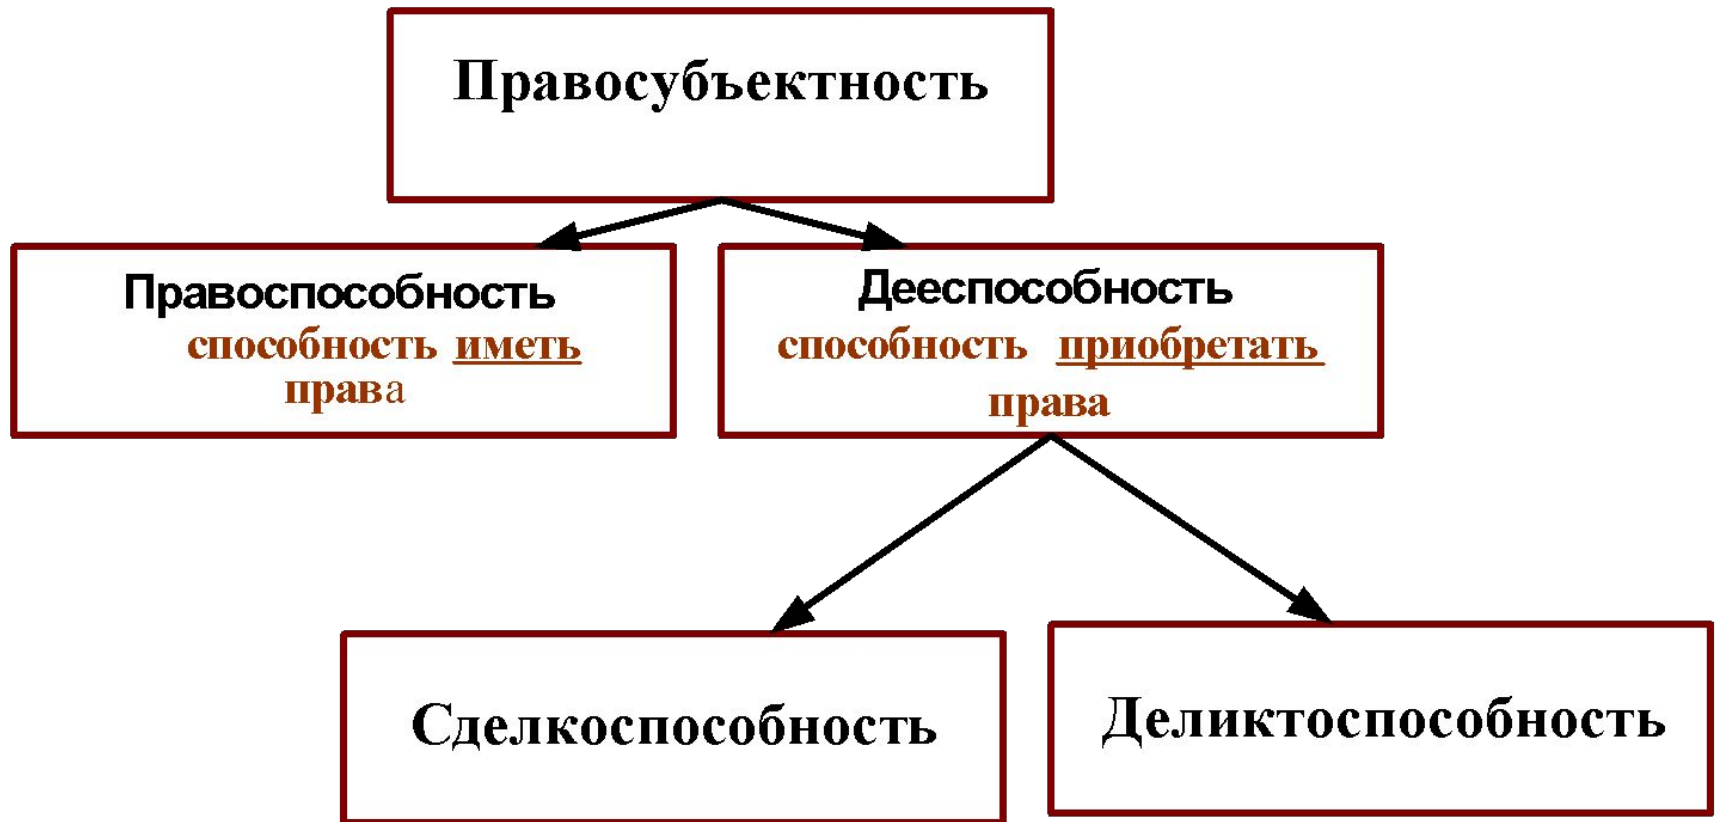 Правосубъектность
Правоспособность
способность иметь
права
Дееспособность
способность приобретать
права
Сделкоспособность
Деликтоспособность